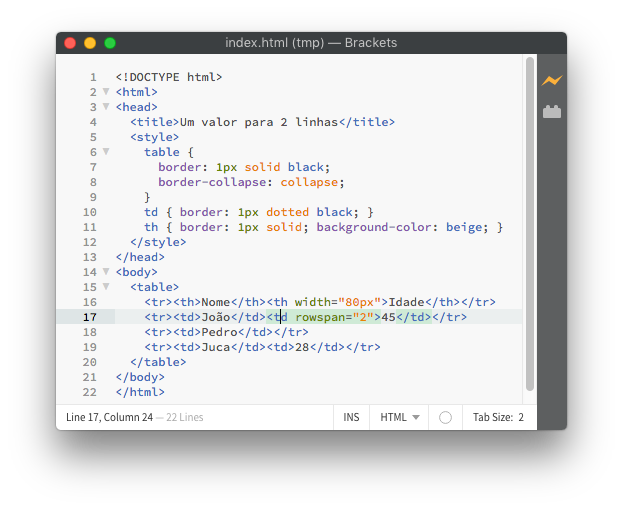 index.html (tmp) — Brackets
1 <!DOCTYPE html>
2 <html>
3 <head>
4 <title>Um valor para 2 linhas</title>
5 <style>
6 table {
7 border: 1px solid black;
8 border-collapse: collapse;
9 }
10 td { border: 1px dotted black; }
11 th { border: 1px solid; background-color: beige; }
12 </style>
13 </head>
14 <body>
15 <table>
16 <tr><th>Nome</th><th width="80px">Idade</th></tr>
17 <tr><td>João</td><td rowspan="2">45</td></tr>
18 <tr><td>Pedro</td></tr>
19 <tr><td>Juca</td><td>28</td></tr>
20 </table>
21 </body>
22 </html>
Line 17, Column 24 — 22 Lines INS HTML Tab Size: 2